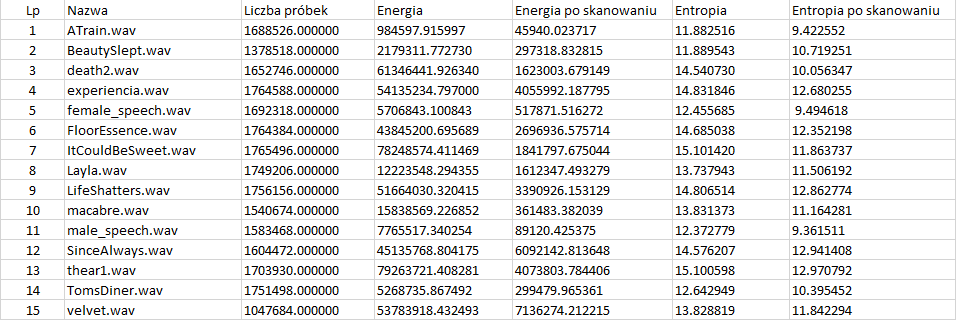 Lp Nazwa Liczba próbek Energia Energia po skanowaniu Entropia Entropia po skanowaniu
1 ATrain.wav 1688526.000000 984597.915997 45940.023717 11.882516 9.422552
2 BeautySlept.wav 1378518.000000 2179311.772730 297318.832815 11.889543 10.719251
3 death2.wav 1652746.000000 61346441.926340 1623003.679149 14.540730 10.056347
4 experiencia.wav 1764588.000000 54135234.797000 4055992.187795 14.831846 12.680255
5 female_speech.wav 1692318.000000 5706843.100843 517871.516272 12.455685 9.494618
6 FloorEssence.wav 1764384.000000 43845200.695689 2696936.575714 14.685038 12.352198
7 ItCouldBeSweet.wav 1765496.000000 78248574.411469 1841797.675044 15.101420 11.863737
8 Layla.wav 1749206.000000 12223548.294355 1612347.493279 13.737943 11.506192
9 LifeShatters.wav 1756156.000000 51664030.320415 3390926.153129 14.806514 12.862774
10 macabre.wav 1540674.000000 15838569.226852 361483.382039 13.831373 11.164281
11 male_speech.wav 1583468.000000 7765517.340254 89120.425375 12.372779 9.361511
12 SinceAlways.wav 1604472.000000 45135768.804175 6092142.813648 14.576207 12.941408
13 thear1.wav 1703930.000000 79263721.408281 4073803.784406 15.100598 12.970792
14 TomsDiner.wav 1751498.000000 5268735.867492 299479.965361 12.642949 10.395452
15 velvet.wav 1047684.000000 53783918.432493 7136274.212215 13.828819 11.842294